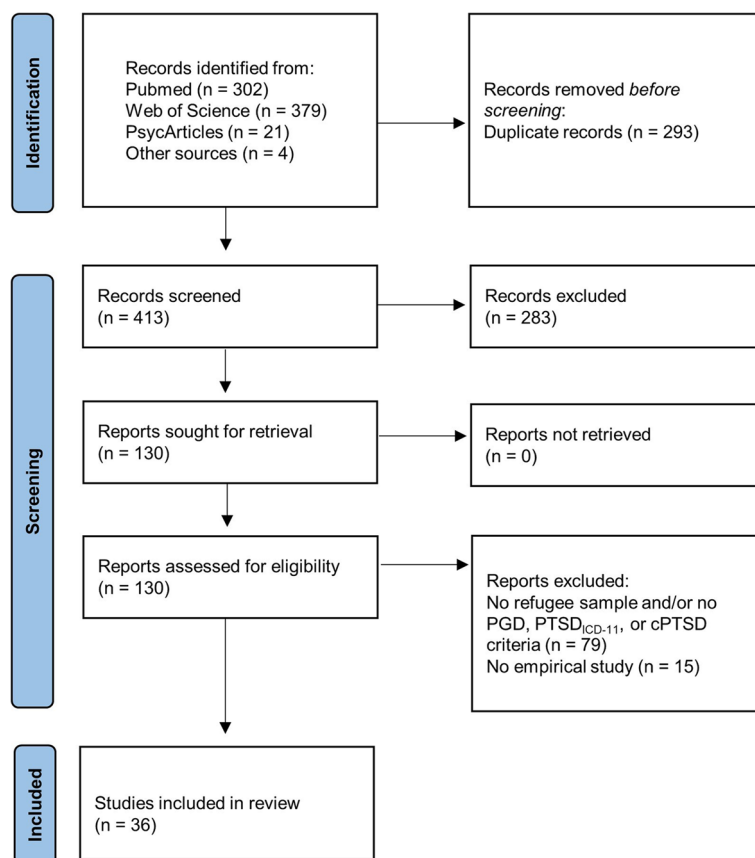 Identification
Records identified from:
Pubmed (n = 302)
Web of Science (n = 379)
PsycArticles (n = 21)
Other sources (n = 4)
Records removed before
screening:
Duplicate records (n = 293)
Screening
Records screened
(n = 413)
Records excluded
(n = 283)
Reports sought for retrieval
(n = 130)
Reports not retrieved
(n = 0)
Reports assessed for eligibility
(n = 130)
Reports excluded:
No refugee sample and/or no
PGD, PTSD_ICD-11, or cPTSD
criteria (n = 79)
No empirical study (n = 15)
Included
Studies included in review
(n = 36)